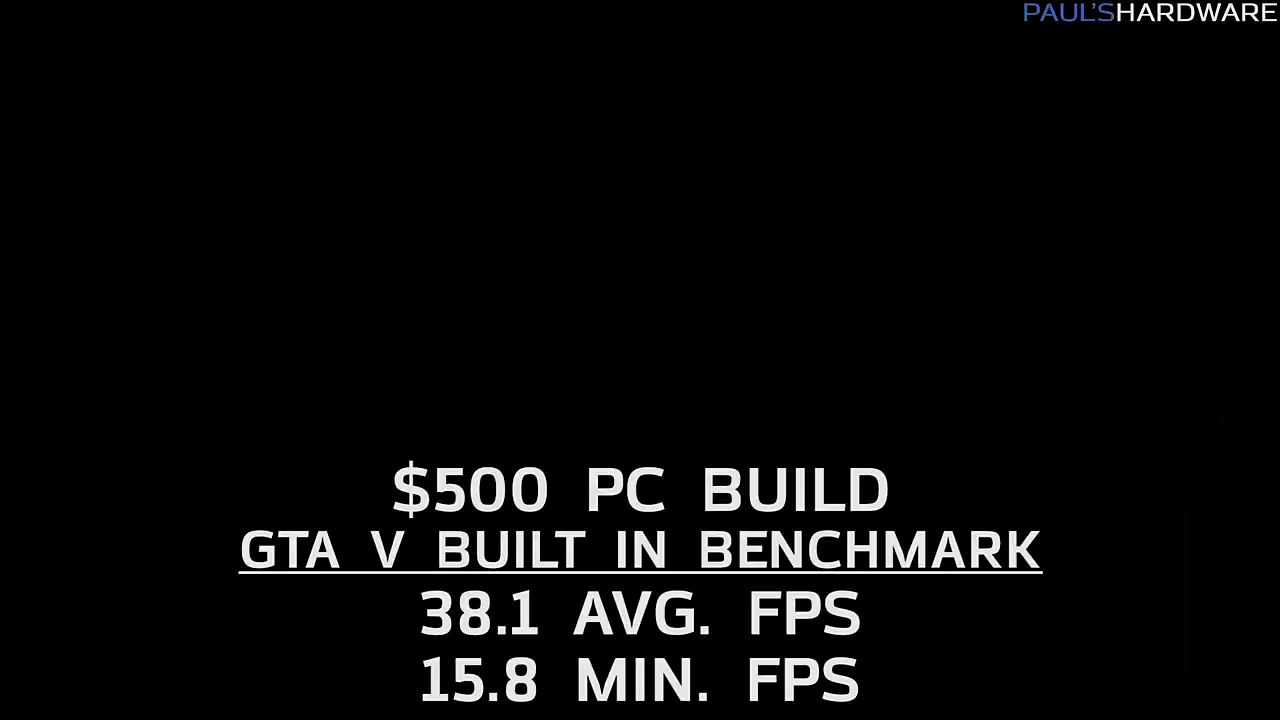 PAUL'SHARDWARE
$500 PC BUILD
GTA V BUILT IN BENCHMARK
38.1 AVG. FPS
15.8 MIN. FPS